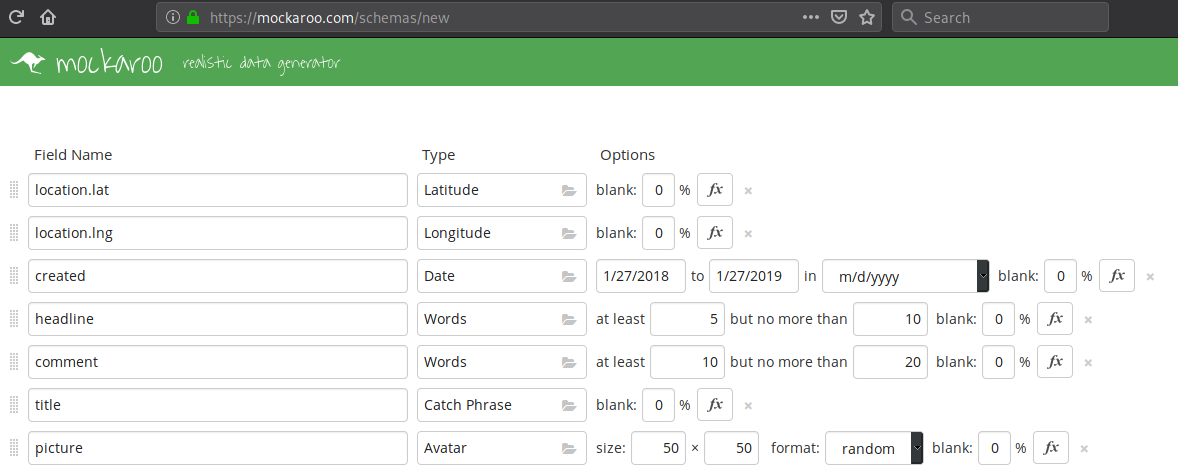 https://mockaroo.com/schemas/new Search
mockaroo realistic data generator
Field Name Type Options
location.lat Latitude blank: 0 % fx ×
location.lng Longitude blank: 0 % fx ×
created Date 1/27/2018 to 1/27/2019 in m/d/yyyy blank: 0 % fx ×
headline Words at least 5 but no more than 10 blank: 0 % fx ×
comment Words at least 10 but no more than 20 blank: 0 % fx ×
title Catch Phrase blank: 0 % fx ×
picture Avatar size: 50 × 50 format: random blank: 0 % fx ×